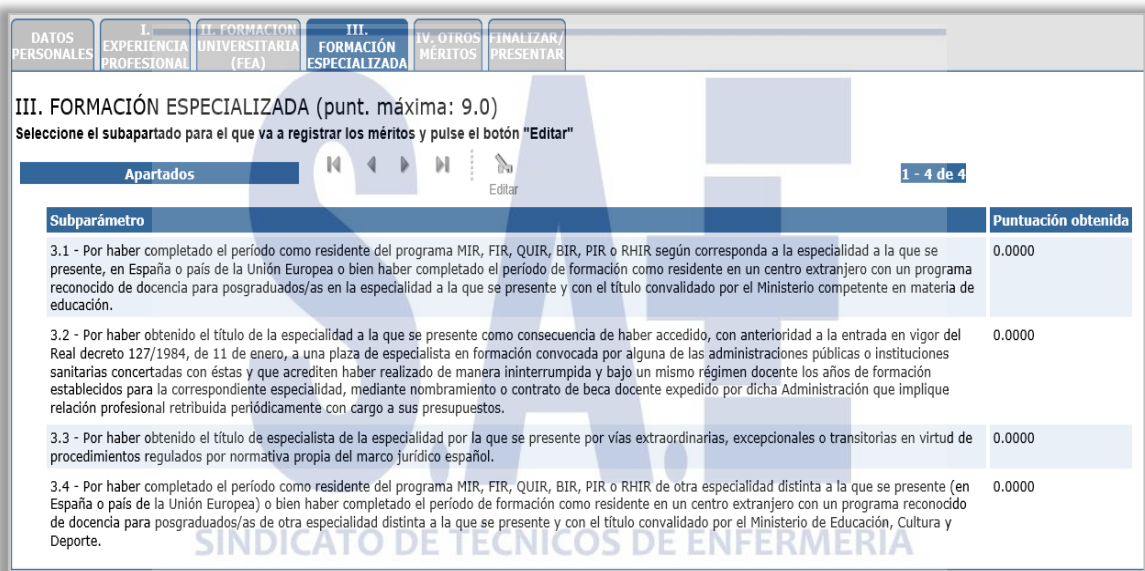 DATOS PERSONALES
I. EXPERIENCIA PROFESIONAL
II. FORMACION UNIVERSITARIA (FEA)
III. FORMACIÓN ESPECIALIZADA
IV. OTROS MÉRITOS
FINALIZAR/ PRESENTAR
III. FORMACIÓN ESPECIALIZADA (punt. máxima: 9.0)
Seleccione el subapartado para el que va a registrar los méritos y pulse el botón "Editar"
Apartados
Editar
1 - 4 de 4
Subparámetro Puntuación obtenida
3.1 - Por haber completado el período como residente del programa MIR, FIR, QUIR, BIR, PIR o RHIR según corresponda a la especialidad a la que se 0.0000
presente, en España o país de la Unión Europea o bien haber completado el período de formación como residente en un centro extranjero con un programa
reconocido de docencia para posgraduados/as en la especialidad a la que se presente y con el título convalidado por el Ministerio competente en materia de
educación.
3.2 - Por haber obtenido el título de la especialidad a la que se presente como consecuencia de haber accedido, con anterioridad a la entrada en vigor del 0.0000
Real decreto 127/1984, de 11 de enero, a una plaza de especialista en formación convocada por alguna de las administraciones públicas o instituciones
sanitarias concertadas con éstas y que acrediten haber realizado de manera ininterrumpida y bajo un mismo régimen docente los años de formación
establecidos para la correspondiente especialidad, mediante nombramiento o contrato de beca docente expedido por dicha Administración que implique
relación profesional retribuida periódicamente con cargo a sus presupuestos.
3.3 - Por haber obtenido el título de especialista de la especialidad por la que se presente por vías extraordinarias, excepcionales o transitorias en virtud de 0.0000
procedimientos regulados por normativa propia del marco jurídico español.
3.4 - Por haber completado el período como residente del programa MIR, FIR, QUIR, BIR, PIR o RHIR de otra especialidad distinta a la que se presente (en 0.0000
España o país de la Unión Europea) o bien haber completado el período de formación como residente en un centro extranjero con un programa reconocido
de docencia para posgraduados/as de otra especialidad distinta a la que se presente y con el título convalidado por el Ministerio de Educación, Cultura y
Deporte.
S.A.E
SINDICATO DE TÉCNICOS DE ENFERMERÍA